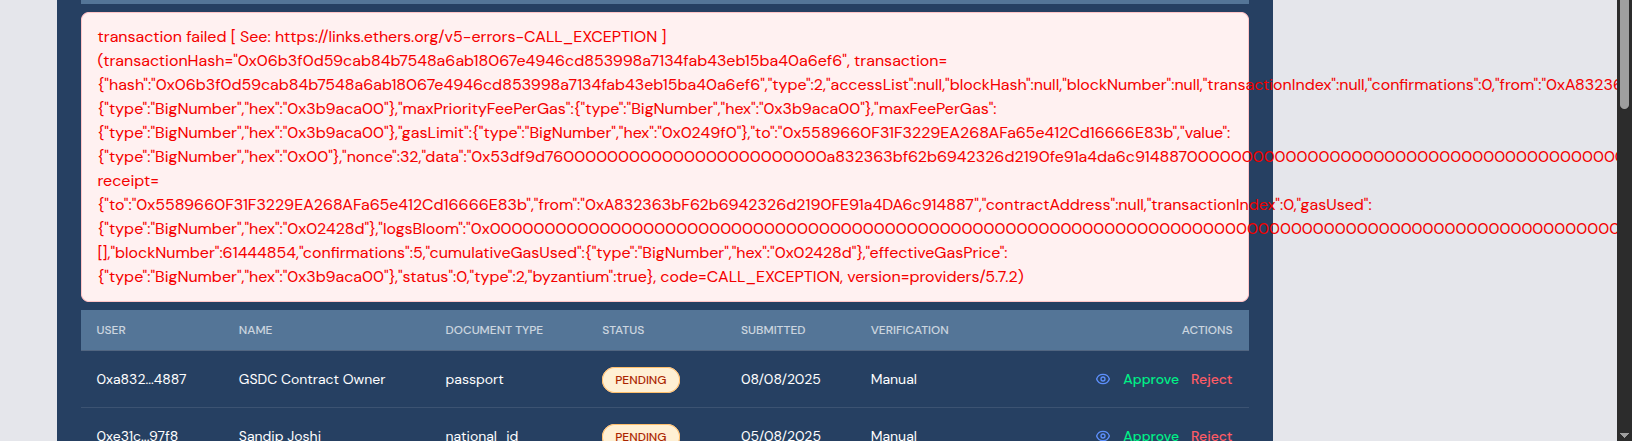 transaction failed [ See: https://links.ethers.org/v5-errors-CALL_EXCEPTION ]
(transactionHash="0x06b3f0d59cab84b7548a6ab18067e4946cd853998a7134fab43eb15ba40a6ef6", transaction=
{"hash":"0x06b3f0d59cab84b7548a6ab18067e4946cd853998a7134fab43eb15ba40a6ef6","type":2,"accessList":null,"blockHash":null,"blockNumber":null,"transactionIndex":null,"confirmations":0,"from":"0xA8323
{"type":"BigNumber","hex":"0x3b9aca00"},"maxPriorityFeePerGas":{"type":"BigNumber","hex":"0x3b9aca00"},"maxFeePerGas":
{"type":"BigNumber","hex":"0x3b9aca00"},"gasLimit":{"type":"BigNumber","hex":"0x0249f0"},"to":"0x5589660F31F3229EA268AFa65e412Cd16666E83b","value":
{"type":"BigNumber","hex":"0x00"},"nonce":32,"data":
receipt=
{"to":"0x5589660F31F3229EA268AFa65e412Cd16666E83b","from":"0xA832363bF62b6942326d2190FE91a4DA6c914887","contractAddress":null,"transactionIndex":0,"gasUsed":
{"type":"BigNumber","hex":"0x02428d"},"logsBloom":
[],"blockNumber":61444854,"confirmations":5,"cumulativeGasUsed":{"type":"BigNumber","hex":"0x02428d"},"effectiveGasPrice":
{"type":"BigNumber","hex":"0x3b9aca00"},"status":0,"type":2,"byzantium":true}, code=CALL_EXCEPTION, version=providers/5.7.2)
USER NAME DOCUMENT TYPE STATUS SUBMITTED VERIFICATION ACTIONS
0xa832...4887 GSDC Contract Owner passport PENDING 08/08/2025 Manual Approve Reject
0xe31c...97f8 Sandip Joshi national_id PENDING 05/08/2025 Manual Approve Reject